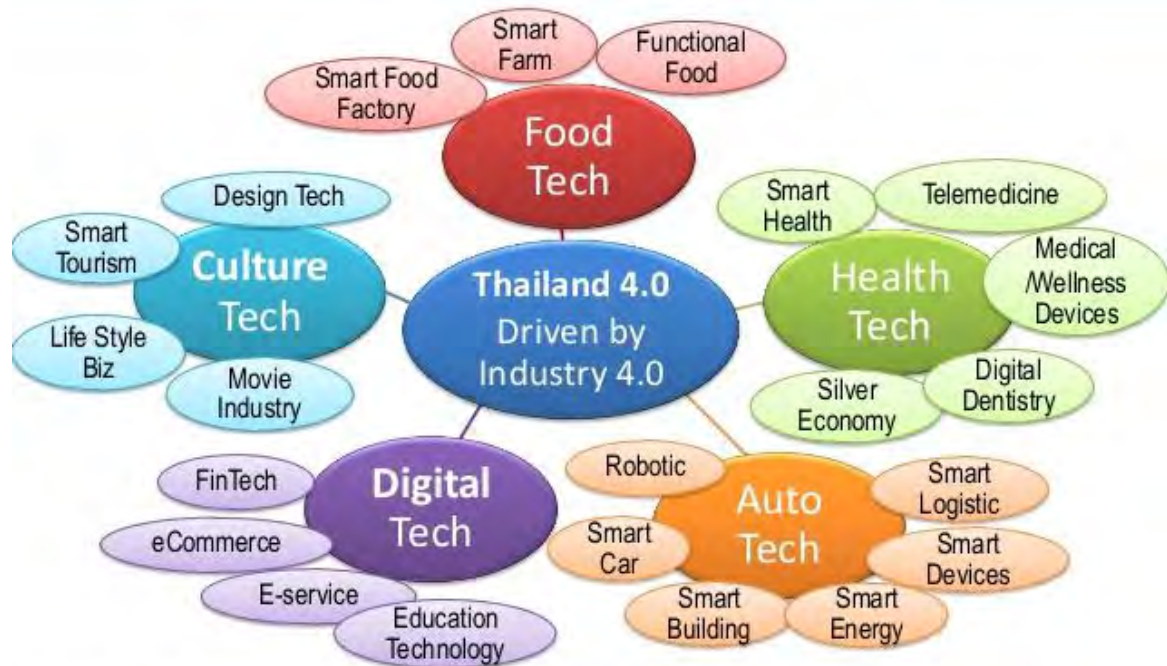 Smart
Farm
Functional
Food
Smart Food
Factory
Food
Tech
Design Tech
Smart
Tourism
Culture
Tech
Life Style
Biz
Movie
Industry
Thailand 4.0
Driven by
Industry 4.0
Smart
Health
Telemedicine
Health
Tech
Medical
/Wellness
Devices
Digital
Dentistry
Silver
Economy
FinTech
Digital
Tech
eCommerce
E-service
Education
Technology
Robotic
Auto
Tech
Smart
Logistic
Smart
Car
Smart
Devices
Smart
Building
Smart
Energy